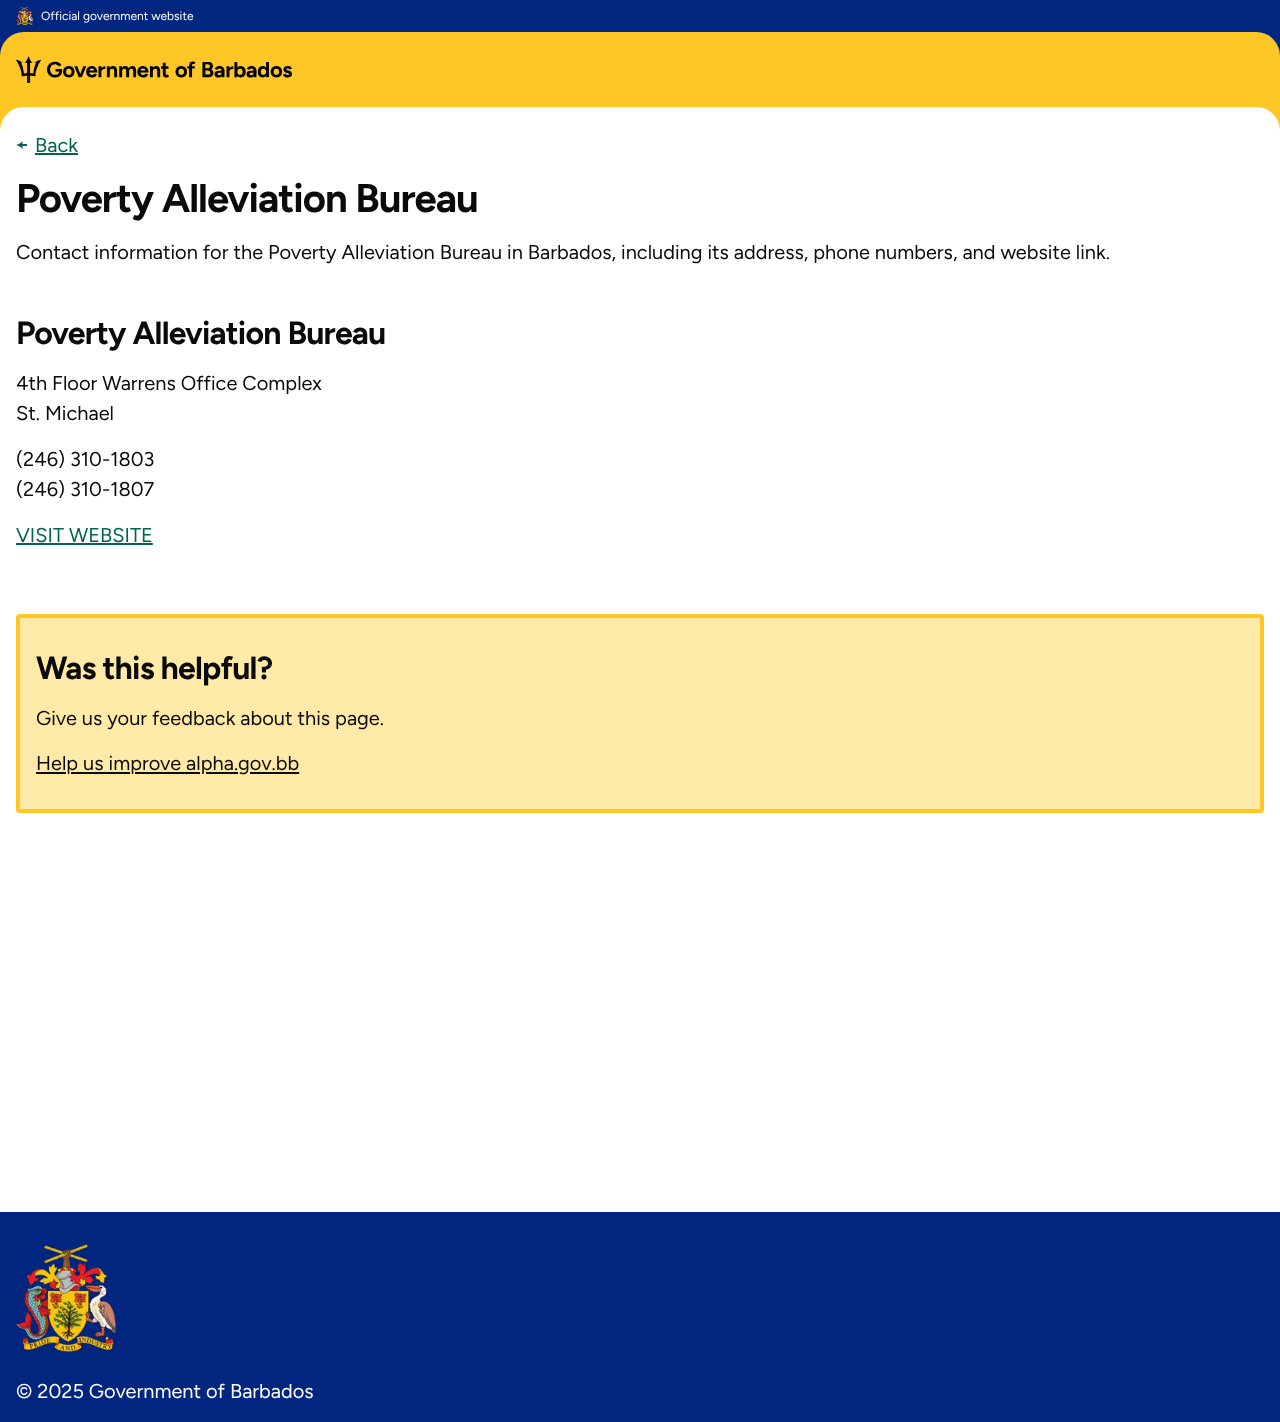 Official government website
Government of Barbados
Back
Poverty Alleviation Bureau
Contact information for the Poverty Alleviation Bureau in Barbados, including its address, phone numbers, and website link.
Poverty Alleviation Bureau
4th Floor Warrens Office Complex
St. Michael
(246) 310-1803
(246) 310-1807
VISIT WEBSITE
Was this helpful?
Give us your feedback about this page.
Help us improve alpha.gov.bb
PRIDE AND INDUSTRY
© 2025 Government of Barbados